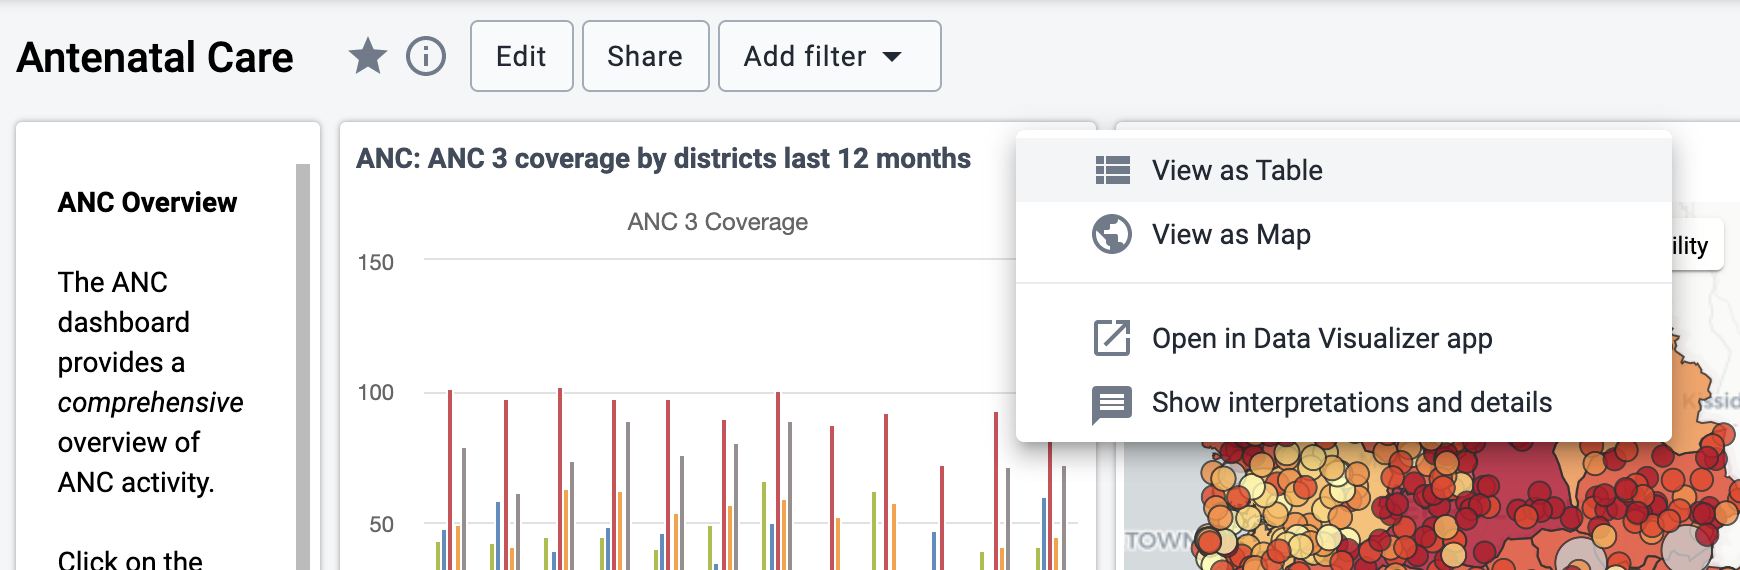 Antenatal Care
Edit
Share
Add filter
ANC Overview
The ANC
dashboard
provides a
comprehensive
overview of
ANC activity.
Click on the
ANC: ANC 3 coverage by districts last 12 months
ANC 3 Coverage
150
100
50
View as Table
View as Map
Open in Data Visualizer app
Show interpretations and details
ility
TOWN